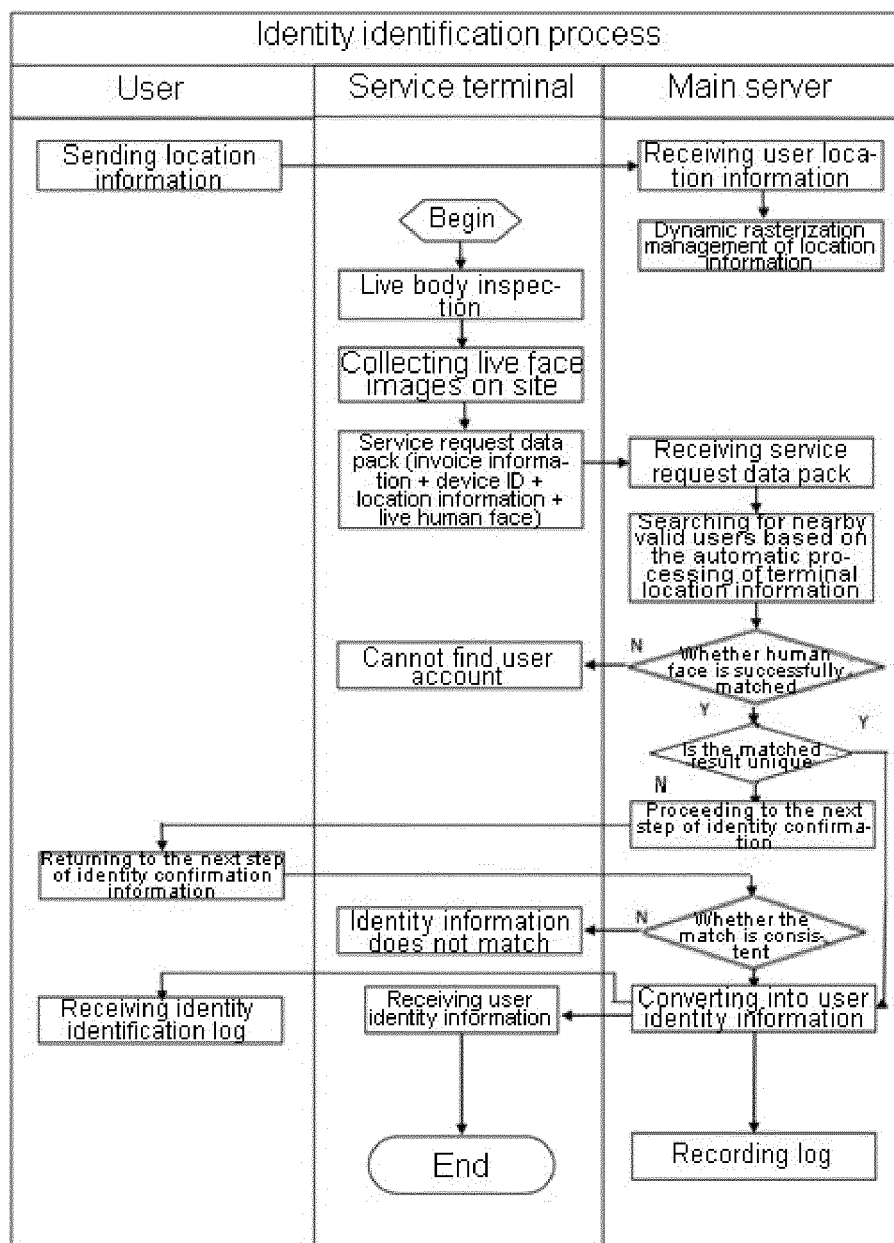 Identity identification process
User
Service terminal
Main server
Sending location
information
Receiving user loca-
tion information
Begin
Dynamic rasterization
management of location
information
Live body inspec-
tion
Collecting live face
images on site
Service request data
pack (invoice informa-
tion + device ID +
location information +
live human face)
Receiving service
request data pack
Searching for nearby
valid users based on
the automatic pro-
cessing of terminal
location information
N
Whether human
face is successfully
matched
Cannot find user
account
Y
Y
Is the matched
result unique
N
Proceeding to the next
step of identity confirma-
tion
Returning to the next step
of identity confirmation
information
N
Whether the
match is consis-
tent
Identity information
does not match
Receiving identity
identification log
Receiving user
identity information
Converting into user
identity information
End
Recording log